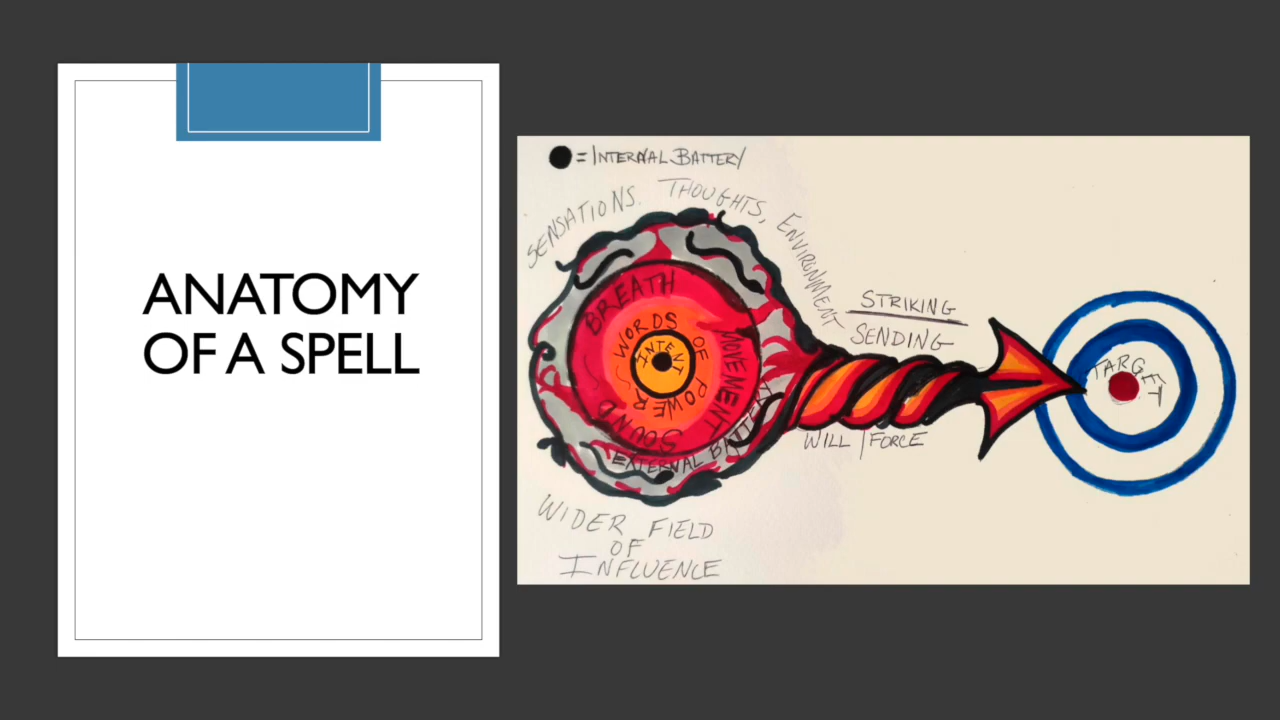 ANATOMY
OF A SPELL
= INTERNAL BATTERY
SENSATIONS. THOUGHTS, ENVIRONMENT
BREATH
MOVEMENT
SOUND
WORDS OF POWER
INTENT
EXTERNAL BATTERY
STRIKING
SENDING
WILL / FORCE
TARGET
WIDER FIELD
OF
INFLUENCE